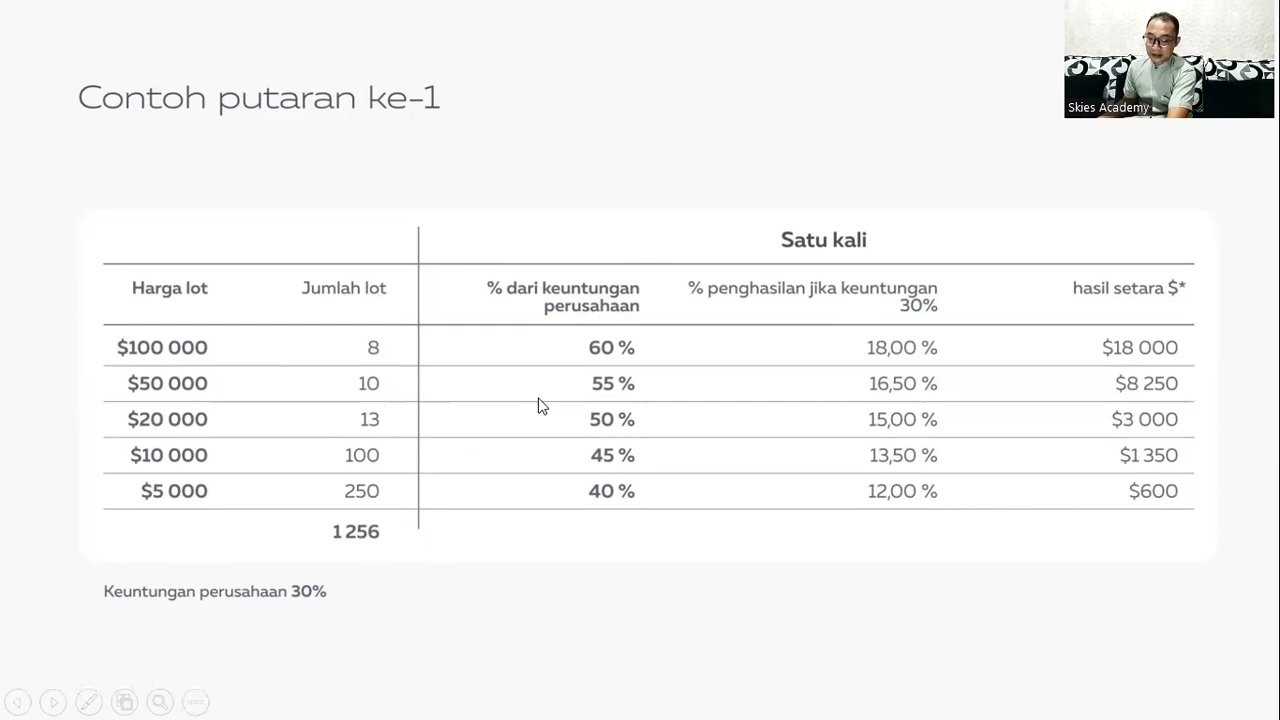 Contoh putaran ke-1
Skies Academy
Satu kali
Harga lot Jumlah lot % dari keuntungan perusahaan % penghasilan jika keuntungan 30% hasil setara $*
$100 000 8 60 % 18,00 % $18 000
$50 000 10 55 % 16,50 % $8 250
$20 000 13 50 % 15,00 % $3 000
$10 000 100 45 % 13,50 % $1 350
$5 000 250 40 % 12,00 % $600
1 256
Keuntungan perusahaan 30%